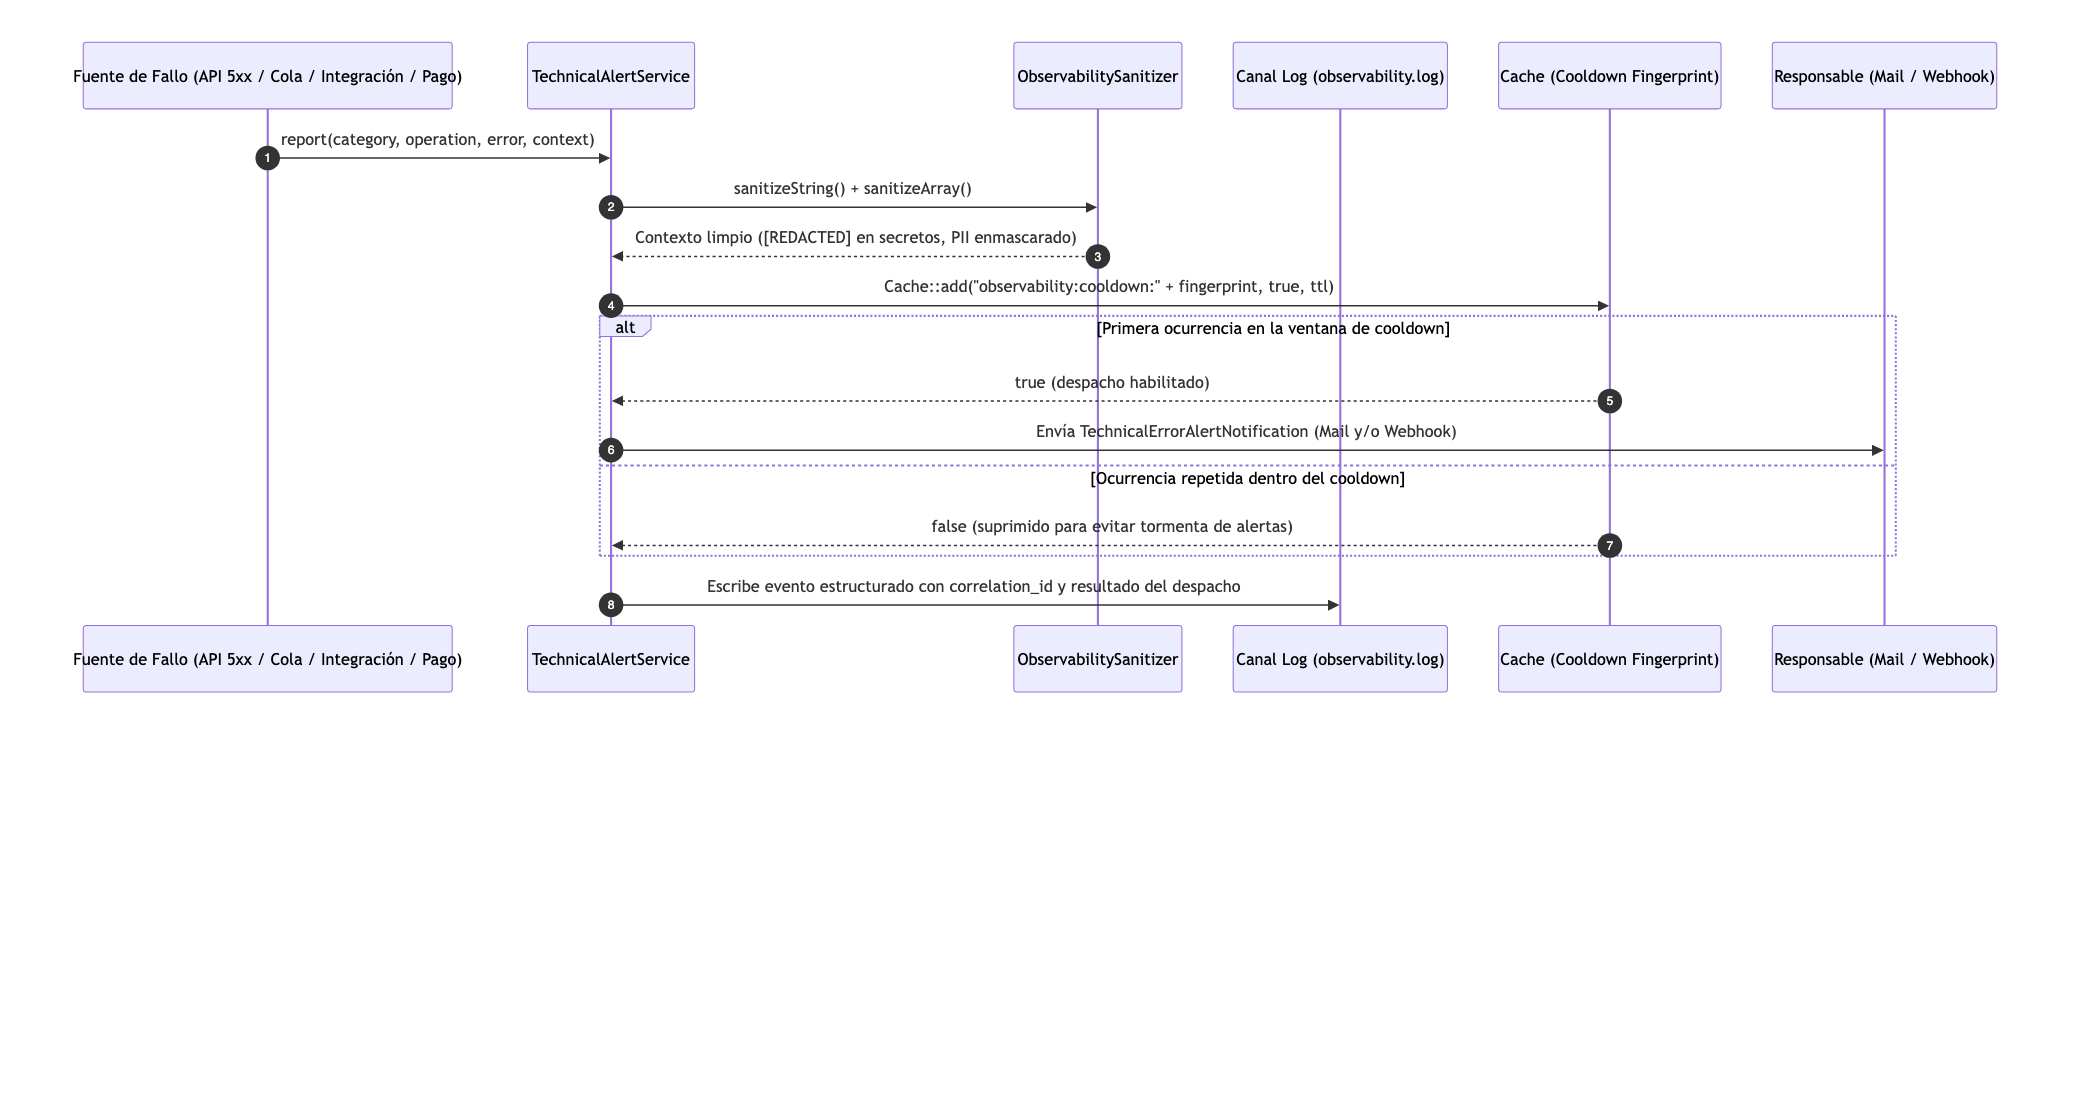 Fuente de Fallo (API 5xx / Cola / Integración / Pago)
TechnicalAlertService
ObservabilitySanitizer
Canal Log (observability.log)
Cache (Cooldown Fingerprint)
Responsable (Mail / Webhook)
report(category, operation, error, context)
1
sanitizeString() + sanitizeArray()
2
Contexto limpio ([REDACTED] en secretos, PII enmascarado)
3
Cache::add("observability:cooldown:" + fingerprint, true, ttl)
4
alt
[Primera ocurrencia en la ventana de cooldown]
true (despacho habilitado)
5
Envía TechnicalErrorAlertNotification (Mail y/o Webhook)
6
[Ocurrencia repetida dentro del cooldown]
false (suprimido para evitar tormenta de alertas)
7
Escribe evento estructurado con correlation_id y resultado del despacho
8
Fuente de Fallo (API 5xx / Cola / Integración / Pago)
TechnicalAlertService
ObservabilitySanitizer
Canal Log (observability.log)
Cache (Cooldown Fingerprint)
Responsable (Mail / Webhook)